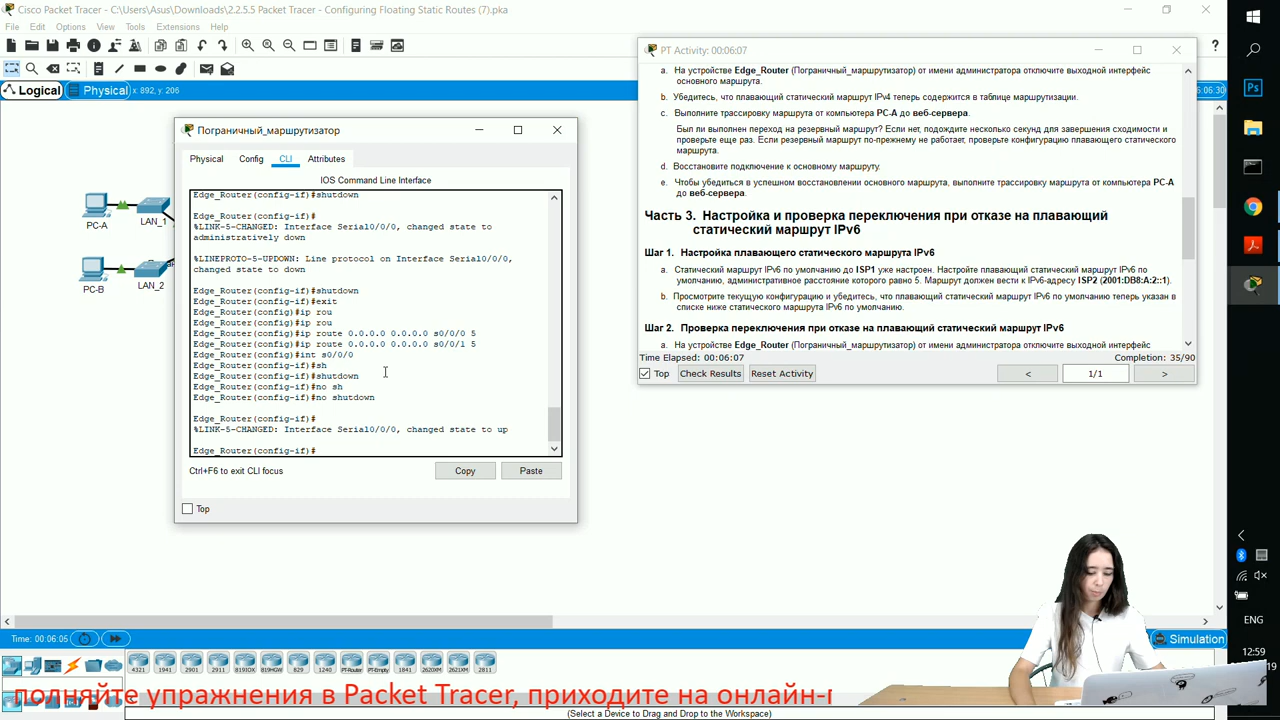 Cisco Packet Tracer - C:\Users\Asus\Downloads\2.2.5.5 Packet Tracer - Configuring Floating Static Routes (7).pka
File Edit Options View Tools Extensions Help
Logical Physical x: 892, y: 206
PC-A
LAN_1
PC-B
LAN_2
Пограничный_маршрутизатор
Physical Config CLI Attributes
IOS Command Line Interface
Edge_Router(config-if)#shutdown
Edge_Router(config-if)#
%LINK-5-CHANGED: Interface Serial0/0/0, changed state to
administratively down
%LINEPROTO-5-UPDOWN: Line protocol on Interface Serial0/0/0,
changed state to down
Edge_Router(config-if)#shutdown
Edge_Router(config-if)#exit
Edge_Router(config)#ip rou
Edge_Router(config)#ip rou
Edge_Router(config)#ip route 0.0.0.0 0.0.0.0 s0/0/0 5
Edge_Router(config)#ip route 0.0.0.0 0.0.0.0 s0/0/1 5
Edge_Router(config)#int s0/0/0
Edge_Router(config-if)#sh
Edge_Router(config-if)#shutdown
Edge_Router(config-if)#no sh
Edge_Router(config-if)#no shutdown
Edge_Router(config-if)#
%LINK-5-CHANGED: Interface Serial0/0/0, changed state to up
Edge_Router(config-if)#
Ctrl+F6 to exit CLI focus
Copy Paste
Top
PT Activity: 00:06:07
a. На устройстве Edge_Router (Пограничный_маршрутизатор) от имени администратора отключите выходной интерфейс
основного маршрута.
b. Убедитесь, что плавающий статический маршрут IPv4 теперь содержится в таблице маршрутизации.
c. Выполните трассировку маршрута от компьютера PC-A до веб-сервера.
Был ли выполнен переход на резервный маршрут? Если нет, подождите несколько секунд для завершения сходимости и
проверьте еще раз. Если резервный маршрут по-прежнему не работает, проверьте конфигурацию плавающего статического
маршрута.
d. Восстановите подключение к основному маршруту.
e. Чтобы убедиться в успешном восстановлении основного маршрута, выполните трассировку маршрута от компьютера PC-A
до веб-сервера.
Часть 3. Настройка и проверка переключения при отказе на плавающий
статический маршрут IPv6
Шаг 1. Настройка плавающего статического маршрута IPv6
a. Статический маршрут IPv6 по умолчанию до ISP1 уже настроен. Настройте плавающий статический маршрут IPv6 по
умолчанию, административное расстояние которого равно 5. Маршрут должен вести к IPv6-адресу ISP2 (2001:DB8:A:2::1).
b. Просмотрите текущую конфигурацию и убедитесь, что плавающий статический маршрут IPv6 по умолчанию теперь указан в
списке ниже статического маршрута IPv6 по умолчанию.
Шаг 2. Проверка переключения при отказе на плавающий статический маршрут IPv6
a. На устройстве Edge_Router (Пограничный_маршрутизатор) от имени администратора отключите выходной интерфейс
Time Elapsed: 00:06:07 Completion: 35/90
Top Check Results Reset Activity < 1/1 >
06:30
Time: 00:06:05 Simulation
4321 1941 2901 2911 819IOX 819HGW 829 1240 PT-Router PT-Empty 1841 2620XM 2621XM 2811
полняйте упражнения в Packet Tracer, приходите на онлайн-
(Select a Device to Drag and Drop to the Workspace)
Ps
ENG
12:59